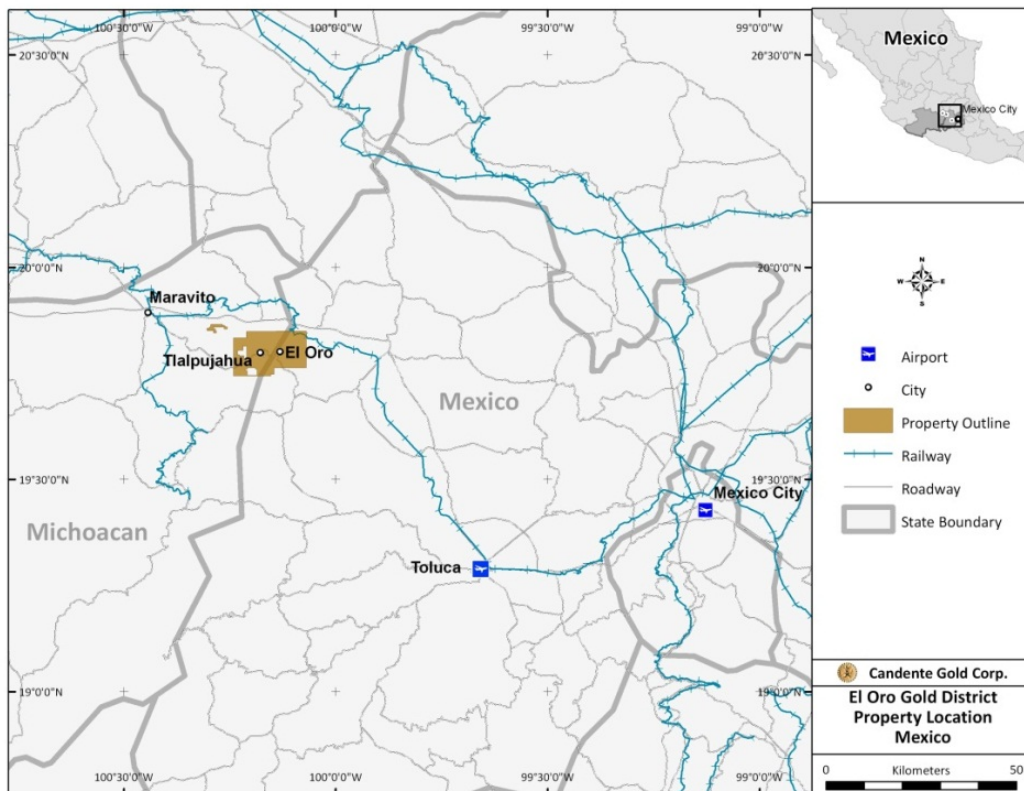 100°30'0"W
100°0'0"W
99°30'0"W
99°0'0"W
20°30'0"N
20°30'0"N
20°0'0"N
20°0'0"N
19°30'0"N
19°30'0"N
19°0'0"N
19°0'0"N
Maravito
Tlalpujahua
El Oro
Mexico
Mexico City
Michoacan
Toluca
100°30'0"W
100°0'0"W
99°30'0"W
99°0'0"W
Mexico
Mexico City
N
W
E
S
Airport
City
Property Outline
Railway
Roadway
State Boundary
Candente Gold Corp.
El Oro Gold District
Property Location
Mexico
0 Kilometers 50